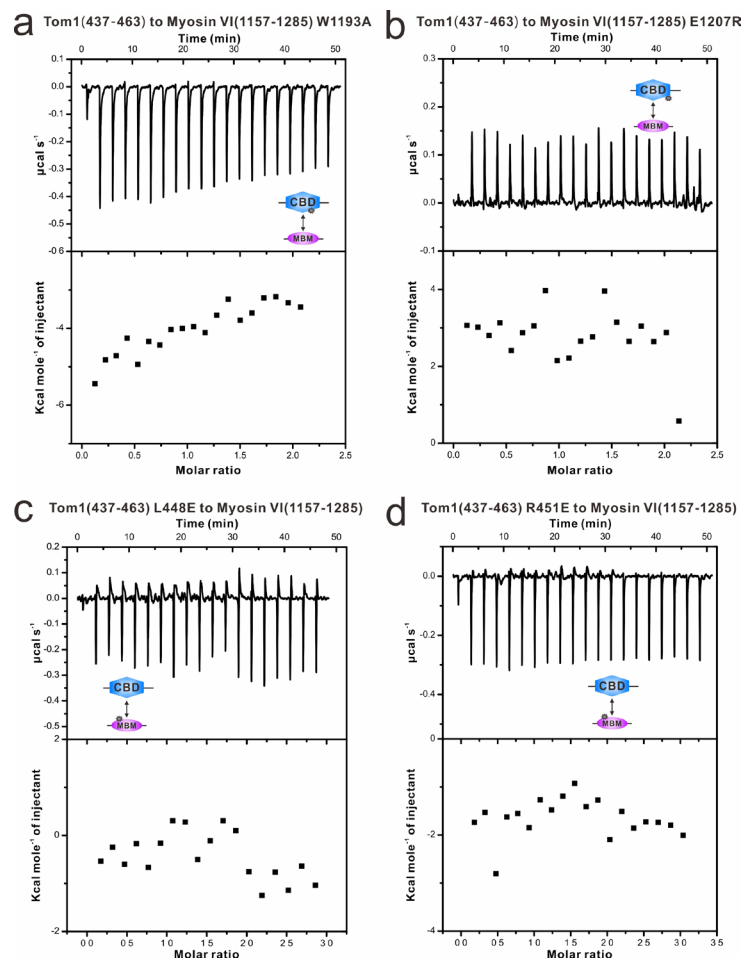 a Tom1(437-463) to Myosin VI(1157-1285) W1193A
Time (min)
0 10 20 30 40 50
0.1
0.0
-0.1
-0.2
-0.3
-0.4
-0.5
-0.6
µcal s⁻¹
CBD
MBM
-4
-6
Kcal mole⁻¹ of injectant
0.0 0.5 1.0 1.5 2.0 2.5
Molar ratio
b Tom1(437-463) to Myosin VI(1157-1285) E1207R
Time (min)
0 10 20 30 40 50
0.3
0.2
0.1
0.0
-0.1
µcal s⁻¹
CBD
MBM
4
2
0
Kcal mole⁻¹ of injectant
0.0 0.5 1.0 1.5 2.0 2.5
Molar ratio
c Tom1(437-463) L448E to Myosin VI(1157-1285)
Time (min)
0 10 20 30 40 50
0.2
0.1
0.0
-0.1
-0.2
-0.3
-0.4
-0.5
µcal s⁻¹
CBD
MBM
2
0
-2
Kcal mole⁻¹ of injectant
0 0 0.5 1.0 1.5 2.0 2.5 3.0
Molar ratio
d Tom1(437-463) R451E to Myosin VI(1157-1285)
Time (min)
0 10 20 30 40 50
0.0
-0.2
-0.4
µcal s⁻¹
CBD
MBM
0
-2
-4
Kcal mole⁻¹ of injectant
0.0 0.5 1.0 1.5 2.0 2.5 3.0
Molar ratio